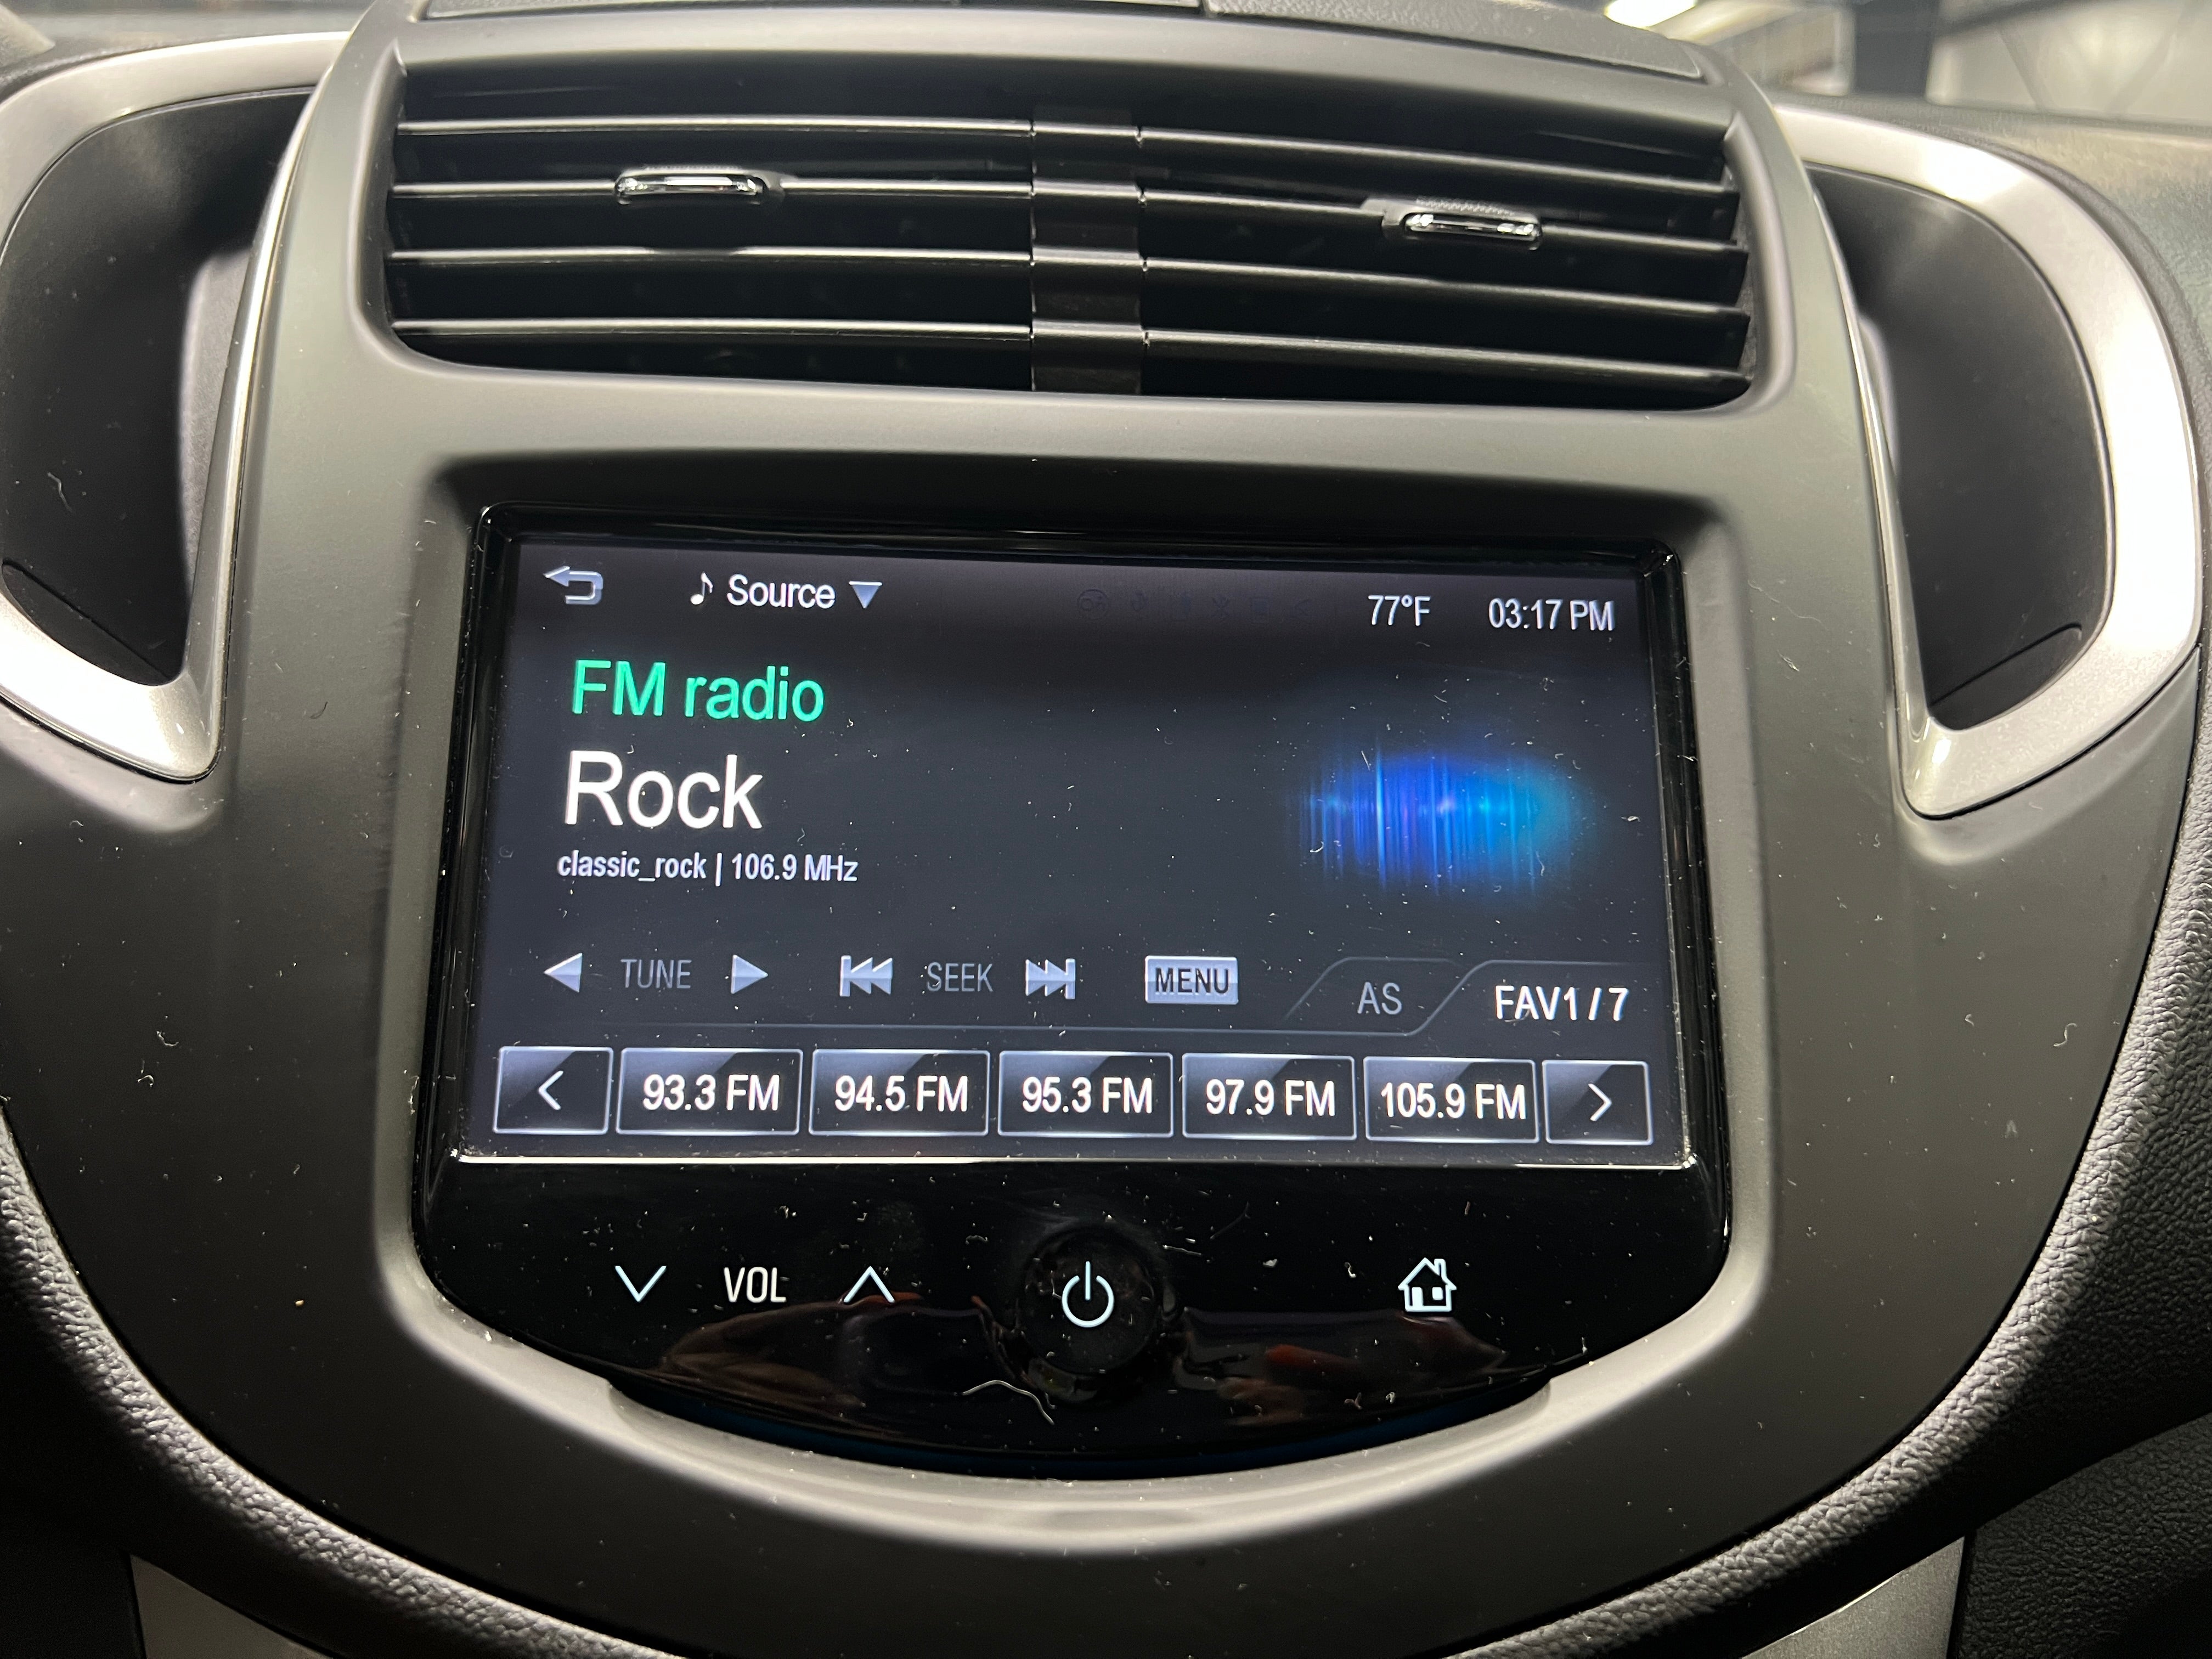 Source
77°F
03:17 PM
FM radio
Rock
classic_rock | 106.9 MHz
TUNE
SEEK
MENU
AS
FAV1 / 7
93.3 FM
94.5 FM
95.3 FM
97.9 FM
105.9 FM
VOL